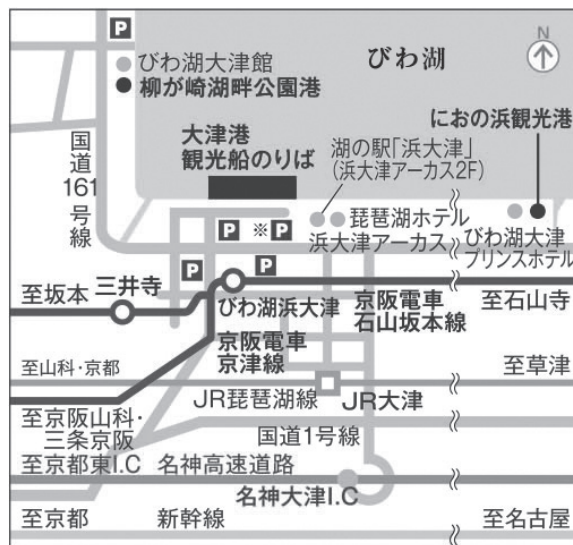 N
P
びわ湖
びわ湖大津館
柳が崎湖畔公園港
大津港
観光船のりば
におの浜観光港
湖の駅「浜大津」
(浜大津アーカス2F)
国道161号線
琵琶湖ホテル
浜大津アーカス
びわ湖大津
プリンスホテル
P ※P
P P
至坂本
三井寺
びわ湖浜大津
京阪電車
石山坂本線
至石山寺
京阪電車
京津線
至山科・京都
至草津
JR琵琶湖線
JR大津
至京阪山科・
三条京阪
国道1号線
至京都東I.C
名神高速道路
名神大津I.C
至京都
新幹線
至名古屋